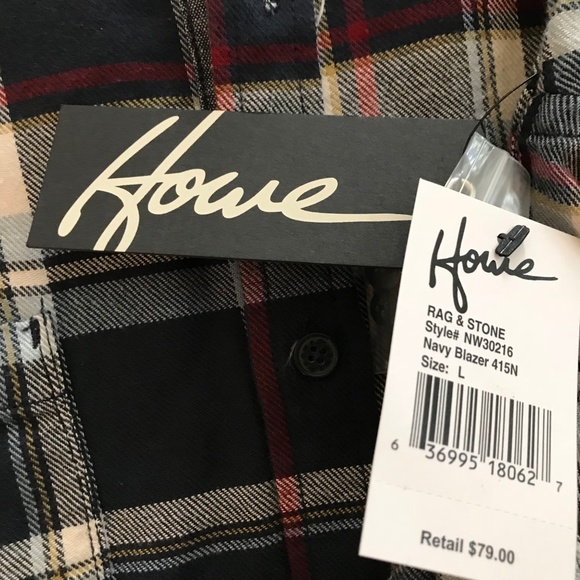 Howe
Howe
RAG & STONE
Style# NW30216
Navy Blazer 415N
Size: L
6 36995 18062 7
Retail $79.00